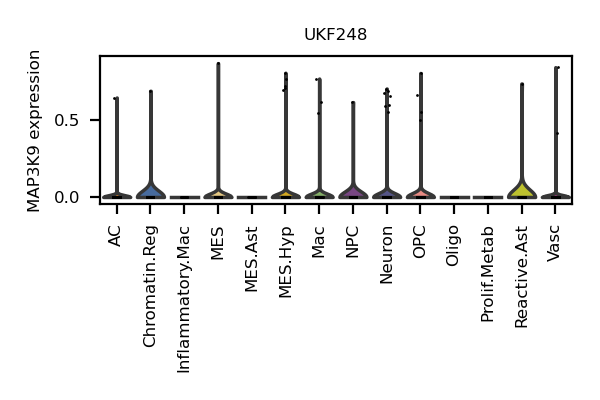 UKF248
MAP3K9 expression
0.5
0.0
AC
Chromatin.Reg
Inflammatory.Mac
MES
MES.Ast
MES.Hyp
Mac
NPC
Neuron
OPC
Oligo
Prolif.Metab
Reactive.Ast
Vasc